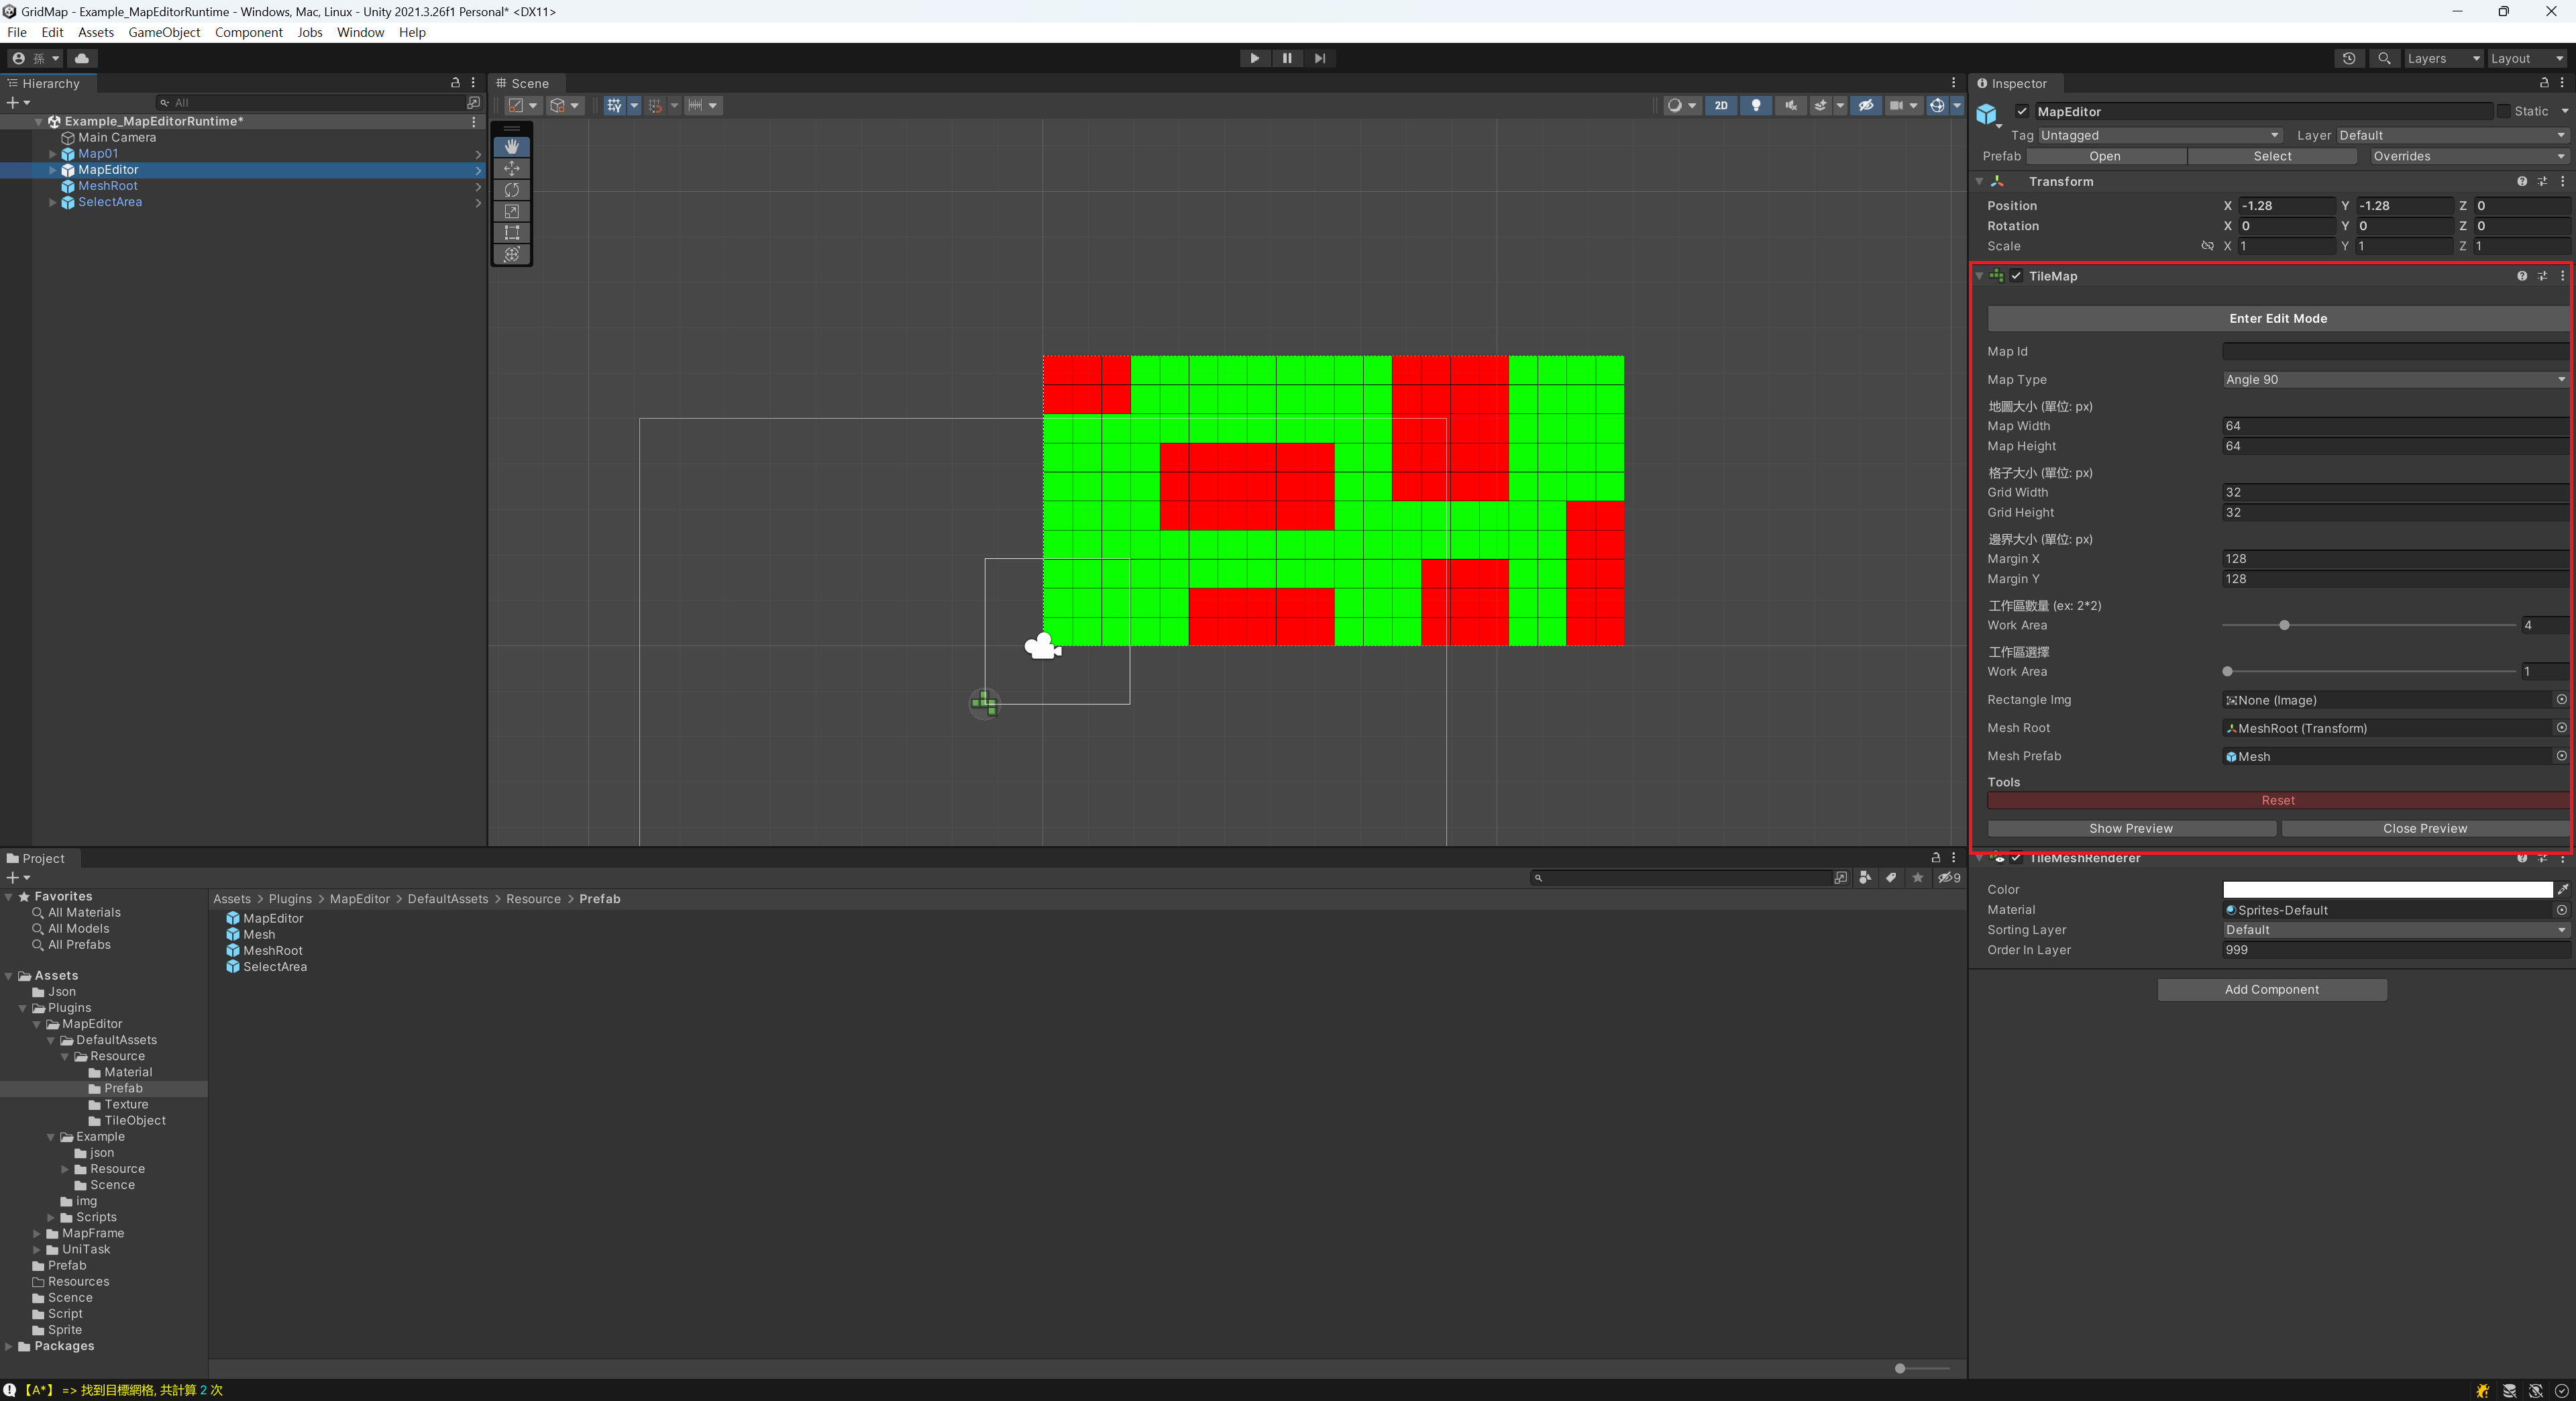 GridMap - Example_MapEditorRuntime - Windows, Mac, Linux - Unity 2021.3.26f1 Personal* <DX11>
File Edit Assets GameObject Component Jobs Window Help
孫
Layers Layout
Hierarchy
All
Example_MapEditorRuntime*
Main Camera
Map01
MapEditor
MeshRoot
SelectArea
Scene
2D
Inspector
MapEditor Static
Tag Untagged Layer Default
Prefab Open Select Overrides
Transform
Position X -1.28 Y -1.28 Z 0
Rotation X 0 Y 0 Z 0
Scale X 1 Y 1 Z 1
TileMap
Enter Edit Mode
Map Id
Map Type Angle 90
地圖大小 (單位: px)
Map Width 64
Map Height 64
格子大小 (單位: px)
Grid Width 32
Grid Height 32
邊界大小 (單位: px)
Margin X 128
Margin Y 128
工作區數量 (ex: 2*2)
Work Area 4
工作區選擇
Work Area 1
Rectangle Img None (Image)
Mesh Root MeshRoot (Transform)
Mesh Prefab Mesh
Tools
Reset
Show Preview Close Preview
TileMeshRenderer
Color
Material Sprites-Default
Sorting Layer Default
Order In Layer 999
Add Component
Project
9
Favorites
All Materials
All Models
All Prefabs
Assets
Json
Plugins
MapEditor
DefaultAssets
Resource
Material
Prefab
Texture
TileObject
Example
json
Resource
Scence
img
Scripts
MapFrame
UniTask
Prefab
Resources
Scence
Script
Sprite
Packages
Assets > Plugins > MapEditor > DefaultAssets > Resource > Prefab
MapEditor
Mesh
MeshRoot
SelectArea
【A*】 => 找到目標網格, 共計算 2 次